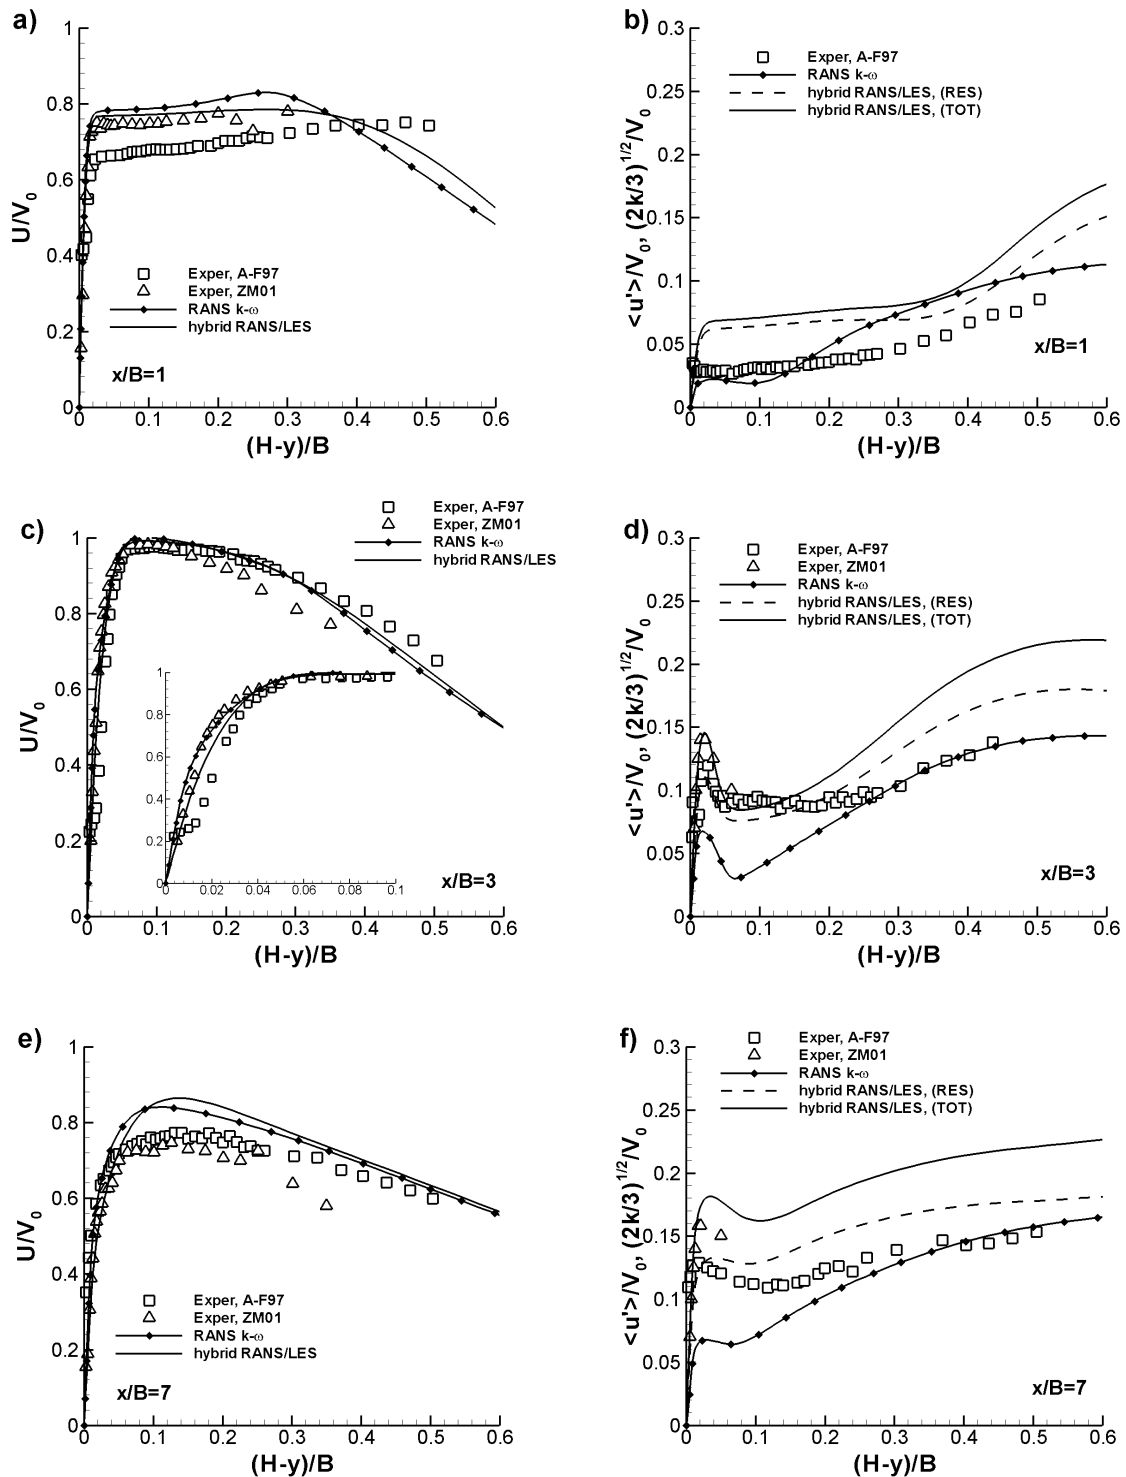 a)
U/V0
1
0.8
0.6
0.4
0.2
0
Exper, A-F97
Exper, ZM01
RANS k-ω
hybrid RANS/LES
x/B=1
0 0.1 0.2 0.3 0.4 0.5 0.6
(H-y)/B
b)
<u'>/V0, (2k/3)^1/2/V0
0.3
0.25
0.2
0.15
0.1
0.05
0
Exper, A-F97
RANS k-ω
hybrid RANS/LES, (RES)
hybrid RANS/LES, (TOT)
x/B=1
0 0.1 0.2 0.3 0.4 0.5 0.6
(H-y)/B
c)
Exper, A-F97
Exper, ZM01
RANS k-ω
hybrid RANS/LES
U/V0
1
0.8
0.6
0.4
0.2
0
1
0.8
0.6
0.4
0.2
0
0 0.02 0.04 0.06 0.08 0.1
x/B=3
0 0.1 0.2 0.3 0.4 0.5 0.6
(H-y)/B
d)
<u'>/V0, (2k/3)^1/2/V0
0.3
0.25
0.2
0.15
0.1
0.05
0
Exper, A-F97
Exper, ZM01
RANS k-ω
hybrid RANS/LES, (RES)
hybrid RANS/LES, (TOT)
x/B=3
0 0.1 0.2 0.3 0.4 0.5 0.6
(H-y)/B
e)
U/V0
1
0.8
0.6
0.4
0.2
0
Exper, A-F97
Exper, ZM01
RANS k-ω
hybrid RANS/LES
x/B=7
0 0.1 0.2 0.3 0.4 0.5 0.6
(H-y)/B
f)
<u'>/V0, (2k/3)^1/2/V0
0.3
0.25
0.2
0.15
0.1
0.05
0
Exper, A-F97
Exper, ZM01
RANS k-ω
hybrid RANS/LES, (RES)
hybrid RANS/LES, (TOT)
x/B=7
0 0.1 0.2 0.3 0.4 0.5 0.6
(H-y)/B